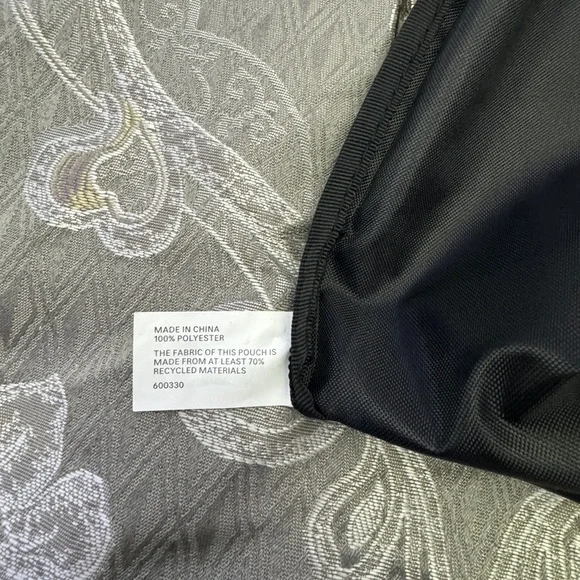 MADE IN CHINA
100% POLYESTER
THE FABRIC OF THIS POUCH IS
MADE FROM AT LEAST 70%
RECYCLED MATERIALS
600330